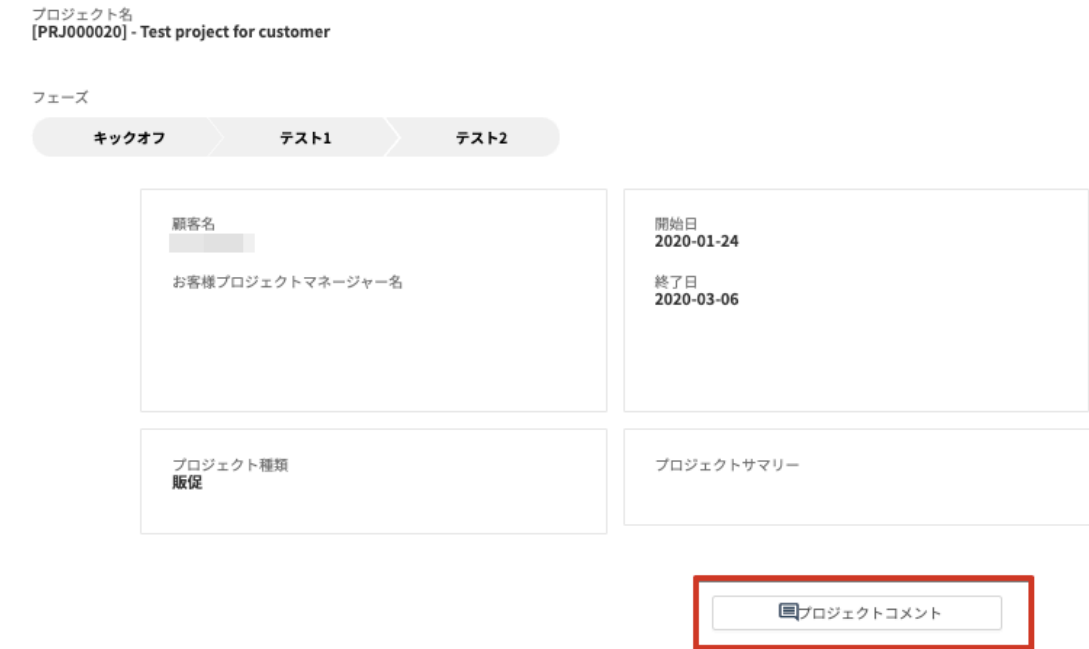 プロジェクト名
[PRJ000020] - Test project for customer
フェーズ
キックオフ
テスト1
テスト2
顧客名
お客様プロジェクトマネージャー名
開始日
2020-01-24
終了日
2020-03-06
プロジェクト種類
販促
プロジェクトサマリー
プロジェクトコメント